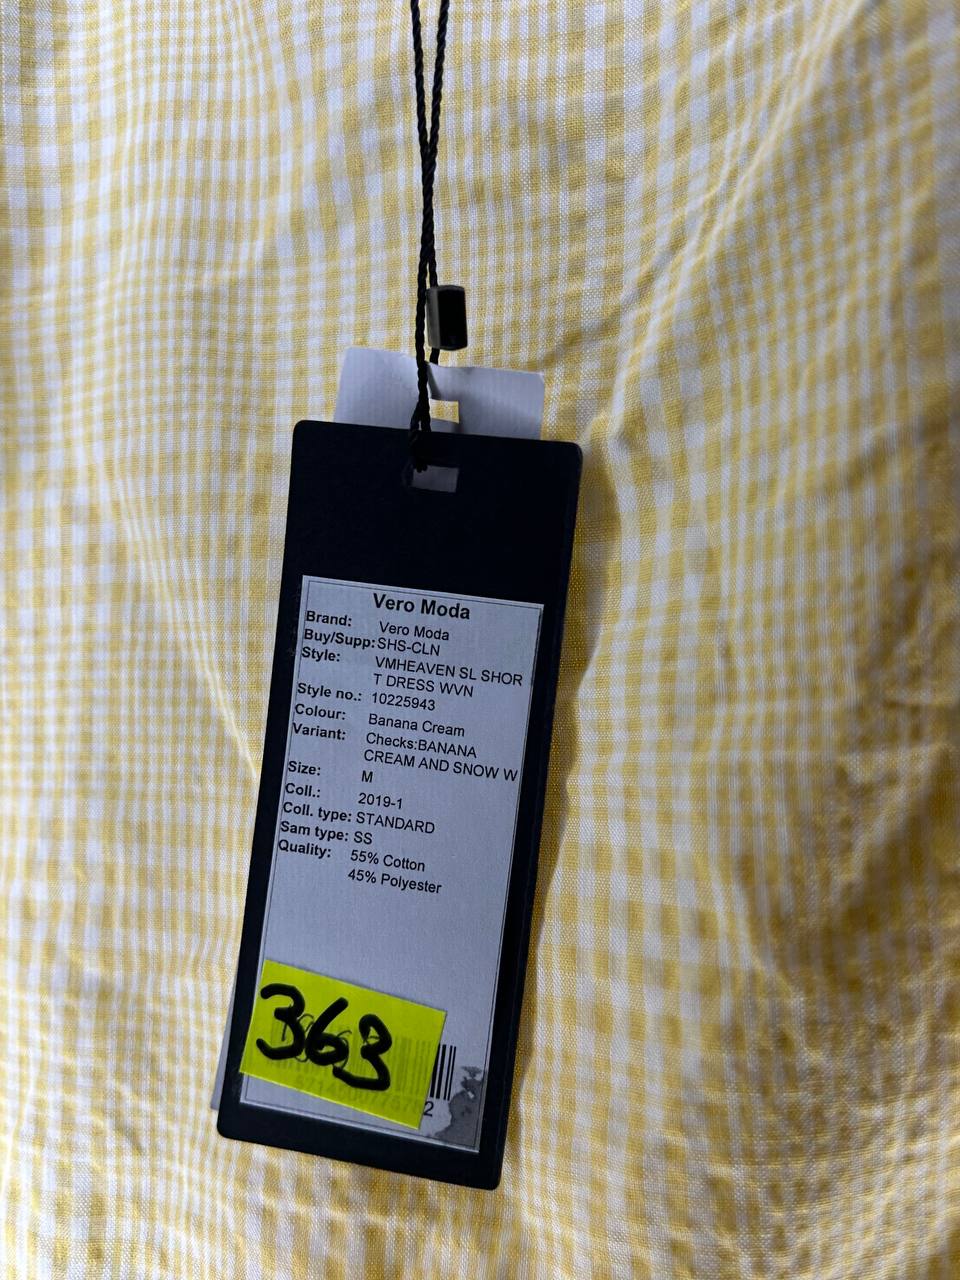 Vero Moda
Brand: Vero Moda
Buy/Supp: SHS-CLN
Style: VMHEAVEN SL SHOR
T DRESS WVN
Style no.: 10225943
Colour: Banana Cream
Variant: Checks:BANANA
CREAM AND SNOW W
Size: M
Coll.: 2019-1
Coll. type: STANDARD
Sam type: SS
Quality: 55% Cotton
45% Polyester
363